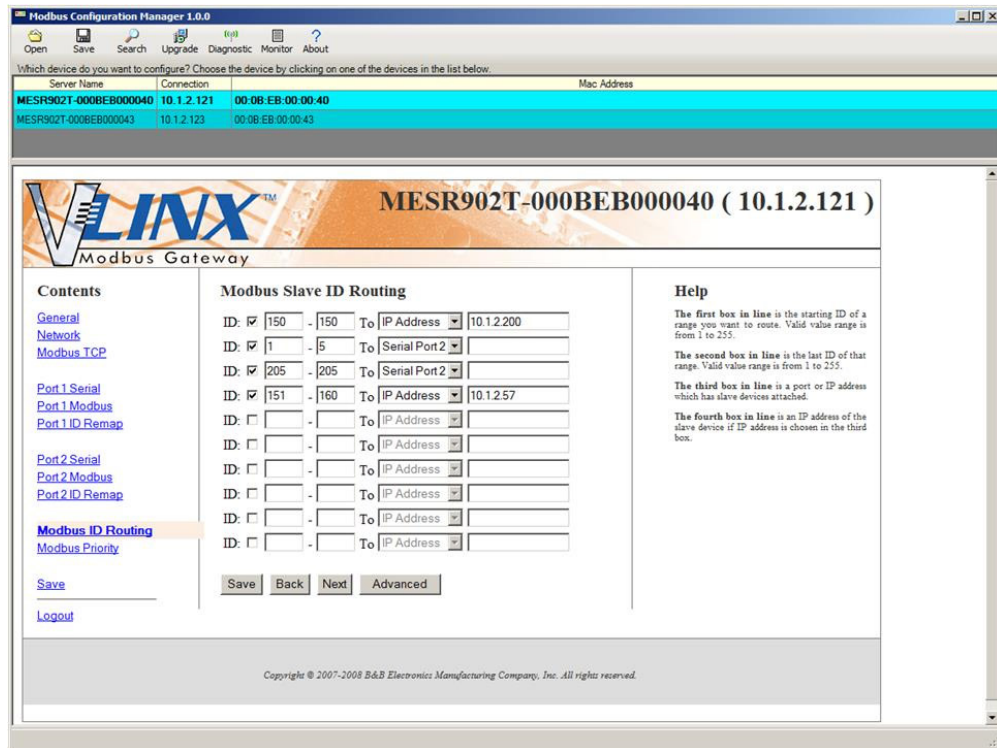 Modbus Configuration Manager 1.0.0
Open Save Search Upgrade Diagnostic Monitor About
Which device do you want to configure? Choose the device by clicking on one of the devices in the list below.
Server Name Connection Mac Address
MESR902T-000BEB000040 10.1.2.121 00:0B:EB:00:00:40
MESR902T-000BEB000043 10.1.2.123 00:0B:EB:00:00:43
VLINX™
Modbus Gateway
MESR902T-000BEB000040 ( 10.1.2.121 )
Contents
General
Network
Modbus TCP
Port 1 Serial
Port 1 Modbus
Port 1 ID Remap
Port 2 Serial
Port 2 Modbus
Port 2 ID Remap
Modbus ID Routing
Modbus Priority
Save
Logout
Modbus Slave ID Routing
ID: 150 - 150 To IP Address 10.1.2.200
ID: 1 - 5 To Serial Port 2
ID: 205 - 205 To Serial Port 2
ID: 151 - 160 To IP Address 10.1.2.57
ID: - To IP Address
ID: - To IP Address
ID: - To IP Address
ID: - To IP Address
ID: - To IP Address
ID: - To IP Address
Save Back Next Advanced
Help
The first box in line is the starting ID of a
range you want to route. Valid value range is
from 1 to 255.
The second box in line is the last ID of that
range. Valid value range is from 1 to 255.
The third box in line is a port or IP address
which has slave devices attached.
The fourth box in line is an IP address of the
slave device if IP address is chosen in the third
box.
Copyright © 2007-2008 B&B Electronics Manufacturing Company, Inc. All rights reserved.